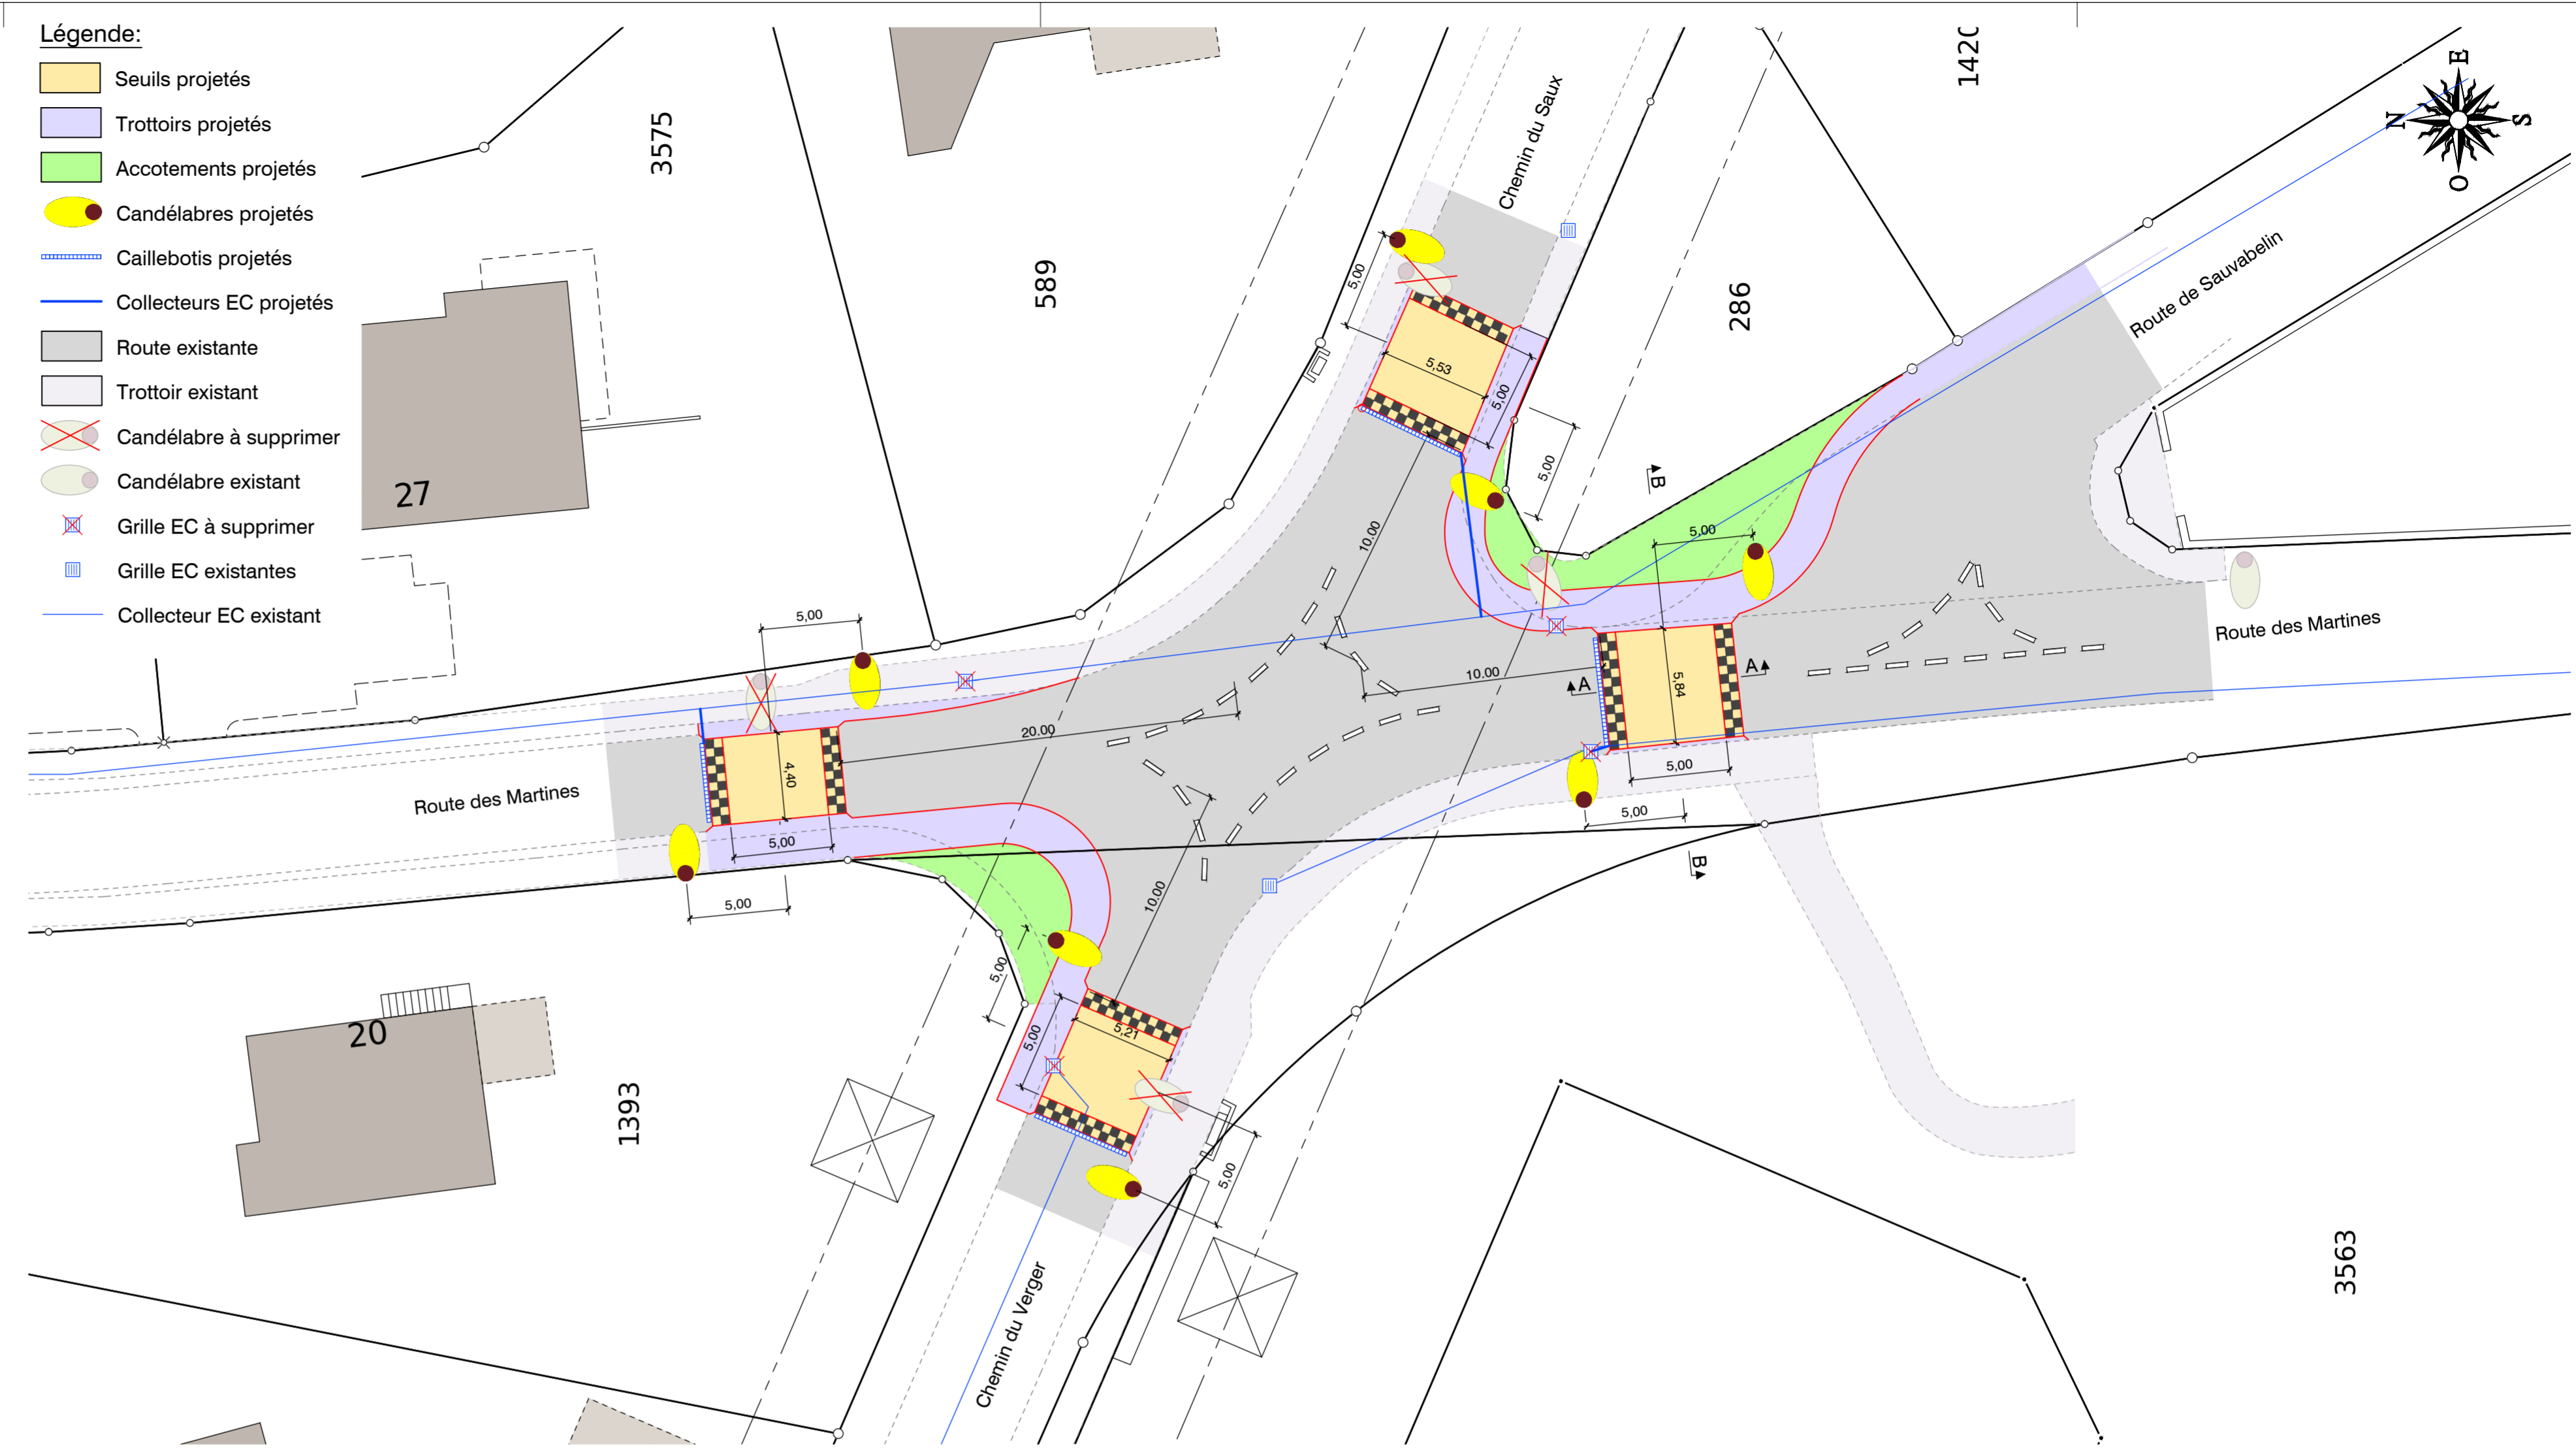 Légende:
Seuils projetés
Trottoirs projetés
Accotements projetés
Candélabres projetés
Caillebotis projetés
Collecteurs EC projetés
Route existante
Trottoir existant
Candélabre à supprimer
Candélabre existant
Grille EC à supprimer
Grille EC existantes
Collecteur EC existant
3575
589
286
27
Chemin du Saux
5,00
5,53
5,00
5,00
10.00
B
5,00
Route de Sauvabelin
E
N
S
O
Route des Martines
5,00
4,40
20.00
10.00
A
5,84
A
5,00
5,00
B
Route des Martines
5,00
5,00
10.00
5,00
5,00
5,21
5,00
20
1393
Chemin du Verger
3563